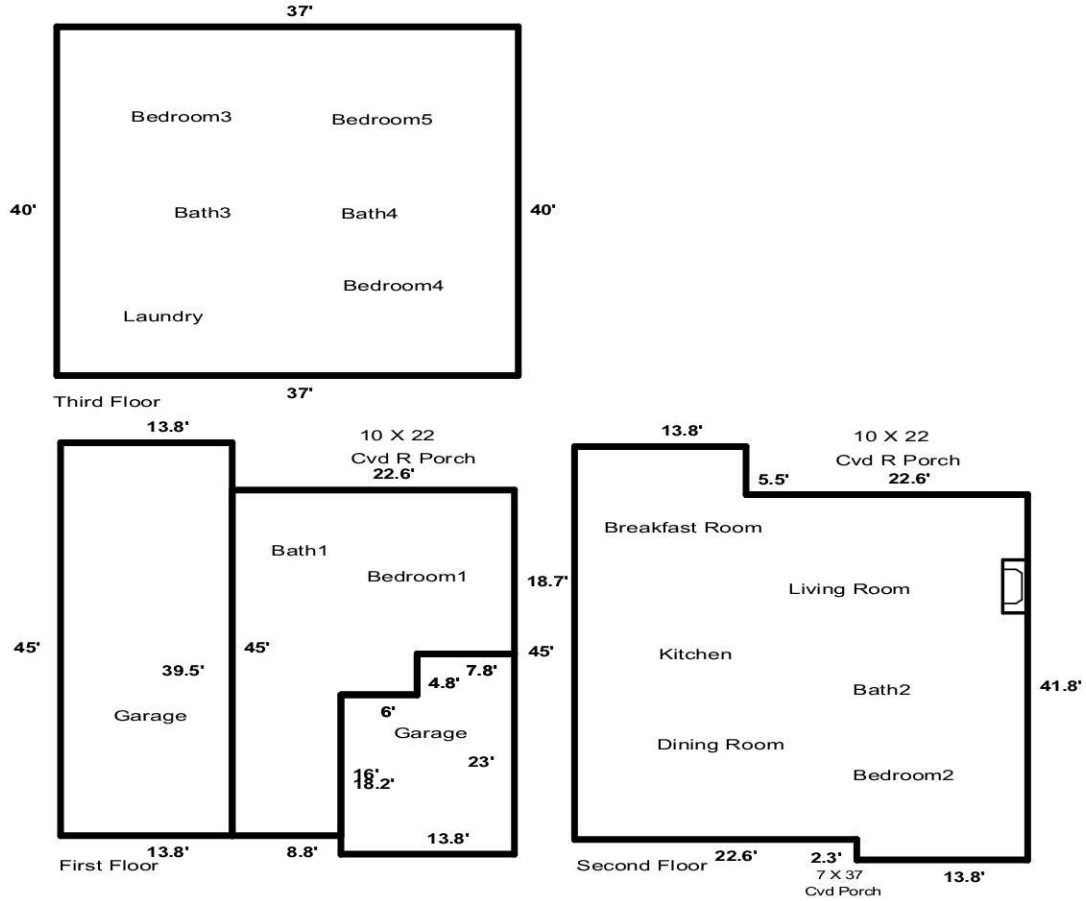 37'
Bedroom3
Bedroom5
40'
Bath3
Bath4
40'
Bedroom4
Laundry
37'
Third Floor
13.8'
10 X 22
Cvd R Porch
22.6'
Bath1
Bedroom1
18.7'
45'
39.5'
45'
7.8'
4.8'
6'
Garage
Garage
23'
16'
18.2'
13.8'
13.8'
8.8'
First Floor
13.8'
10 X 22
Cvd R Porch
5.5'
22.6'
Breakfast Room
Living Room
45'
Kitchen
Bath2
41.8'
Dining Room
Bedroom2
22.6'
2.3'
Second Floor
7 X 37
Cvd Porch
13.8'